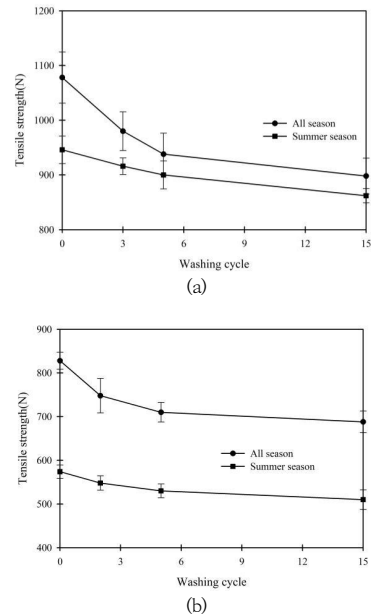 1200
1100
1000
900
800
Tensile strength(N)
All season
Summer season
0 3 6 9 12 15
Washing cycle
(a)
900
800
700
600
500
400
Tensile strength(N)
All season
Summer season
0 3 6 9 12 15
Washing cycle
(b)